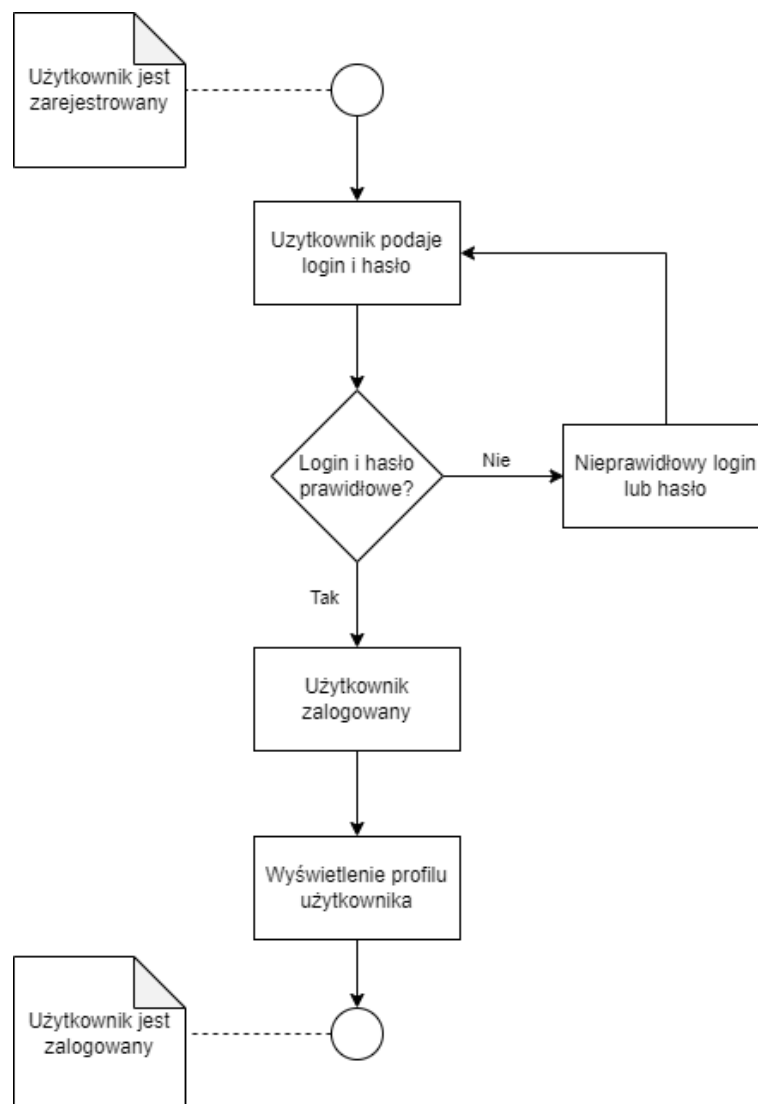 Użytkownik jest
zarejestrowany
Uzytkownik podaje
login i hasło
Login i hasło
prawidłowe?
Nie
Nieprawidłowy login
lub hasło
Tak
Użytkownik
zalogowany
Wyświetlenie profilu
użytkownika
Użytkownik jest
zalogowany